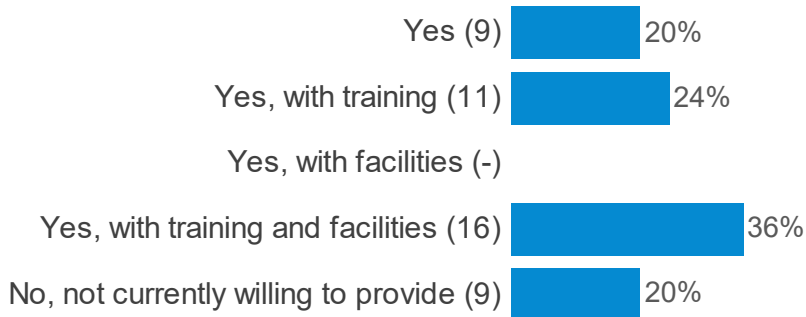 Yes (9) 20%
Yes, with training (11) 24%
Yes, with facilities (-)
Yes, with training and facilities (16) 36%
No, not currently willing to provide (9) 20%